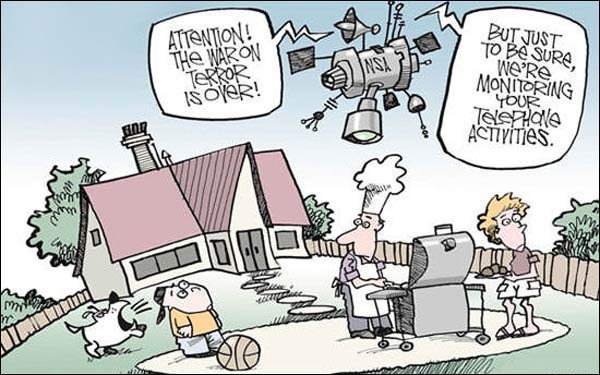 ATTENTION!
THE WAR ON
TERROR
IS OVER!
NSA
BUT JUST
TO BE SURE,
WE'RE
MONITORING
YOUR
TELEPHONE
ACTIVITIES.